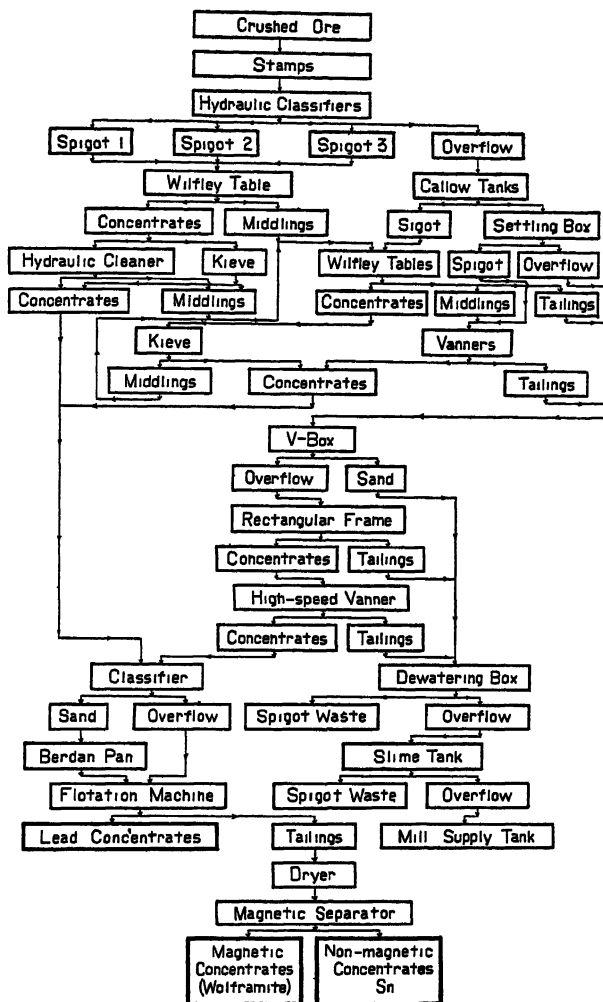 Crushed Ore
Stamps
Hydraulic Classifiers
Spigot 1
Spigot 2
Spigot 3
Overflow
Wilfley Table
Callow Tanks
Concentrates
Middlings
Sigot
Settling Box
Hydraulic Cleaner
Kieve
Wilfley Tables
Spigot
Overflow
Concentrates
Middlings
Concentrates
Middlings
Tailings
Kieve
Vanners
Middlings
Concentrates
Tailings
V-Box
Overflow
Sand
Rectangular Frame
Concentrates
Tailings
High-speed Vanner
Concentrates
Tailings
Classifier
Dewatering Box
Sand
Overflow
Spigot Waste
Overflow
Berdan Pan
Slime Tank
Flotation Machine
Spigot Waste
Overflow
Lead Concentrates
Tailings
Mill Supply Tank
Dryer
Magnetic Separator
Magnetic
Concentrates
(Wolframite)
Non-magnetic
Concentrates
Sn